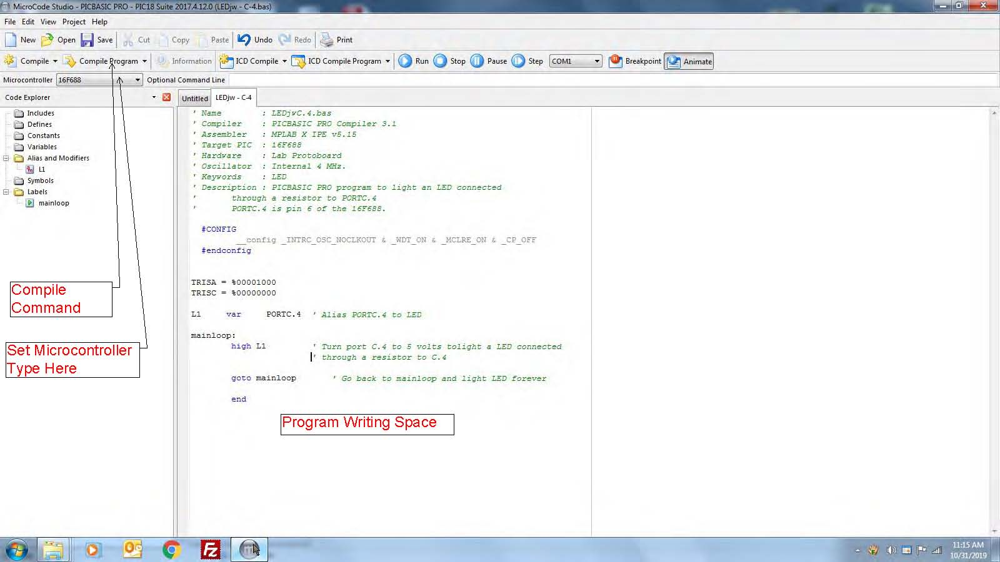 MicroCode Studio - PICBASIC PRO - PIC18 Suite 2017,4.12.0 (LEDjw - C-4.bas)
File Edit View Project Help
New Open Save Cut Copy Paste Undo Redo Print
Compile Compile Program Information ICD Compile ICD Compile Program Run Stop Pause Step COM1 Breakpoint Animate
Microcontroller 16F688 Optional Command Line
Code Explorer
Untitled LEDjw - C-4
Includes
Defines
Constants
Variables
Alias and Modifiers
L1
Symbols
Labels
mainloop
' Name : LEDjvC.4.bas
' Compiler : PICBASIC PRO Compiler 3.1
' Assembler : MPLAB X IPE v5.15
' Target PIC : 16F688
' Hardware : Lab Protoboard
' Oscillator : Internal 4 MHz.
' Keywords : LED
' Description : PICBASIC PRO program to light an LED connected
' through a resistor to PORTC.4
' PORTC.4 is pin 6 of the 16F688.
#CONFIG
__config _INTRC_OSC_NOCLKOUT & _WDT_ON & _MCLRE_ON & _CP_OFF
#endconfig
TRISA = %00001000
TRISC = %00000000
L1 var PORTC.4 ' Alias PORTC.4 to LED
mainloop:
high L1 ' Turn port C.4 to 5 volts tolight a LED connected
' through a resistor to C.4
goto mainloop ' Go back to mainloop and light LED forever
end
Compile
Command
Set Microcontroller
Type Here
Program Writing Space
11:15 AM
10/31/2019